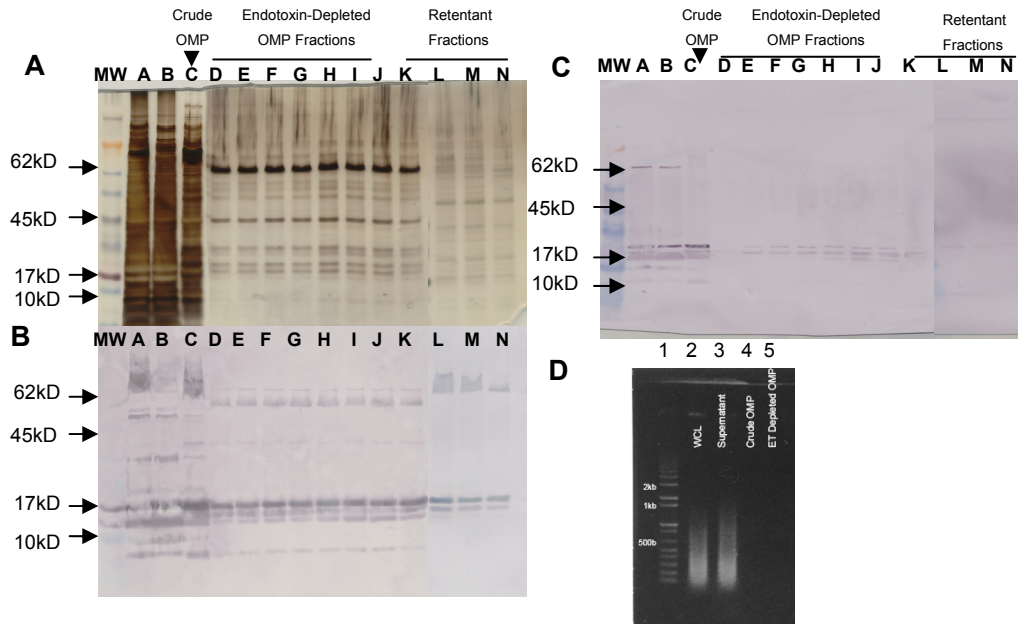 Crude
OMP
Endotoxin-Depleted
OMP Fractions
Retentant
Fractions
A
MW A B C D E F G H I J K L M N
62kD
45kD
17kD
10kD
B
MW A B C D E F G H I J K L M N
62kD
45kD
17kD
10kD
Crude
OMP
Endotoxin-Depleted
OMP Fractions
Retentant
Fractions
C
MW A B C D E F G H I J K L M N
62kD
45kD
17kD
10kD
D
1 2 3 4 5
WCL
Supernatant
Crude OMP
ET Depleted OMP
2kb
1kb
500b